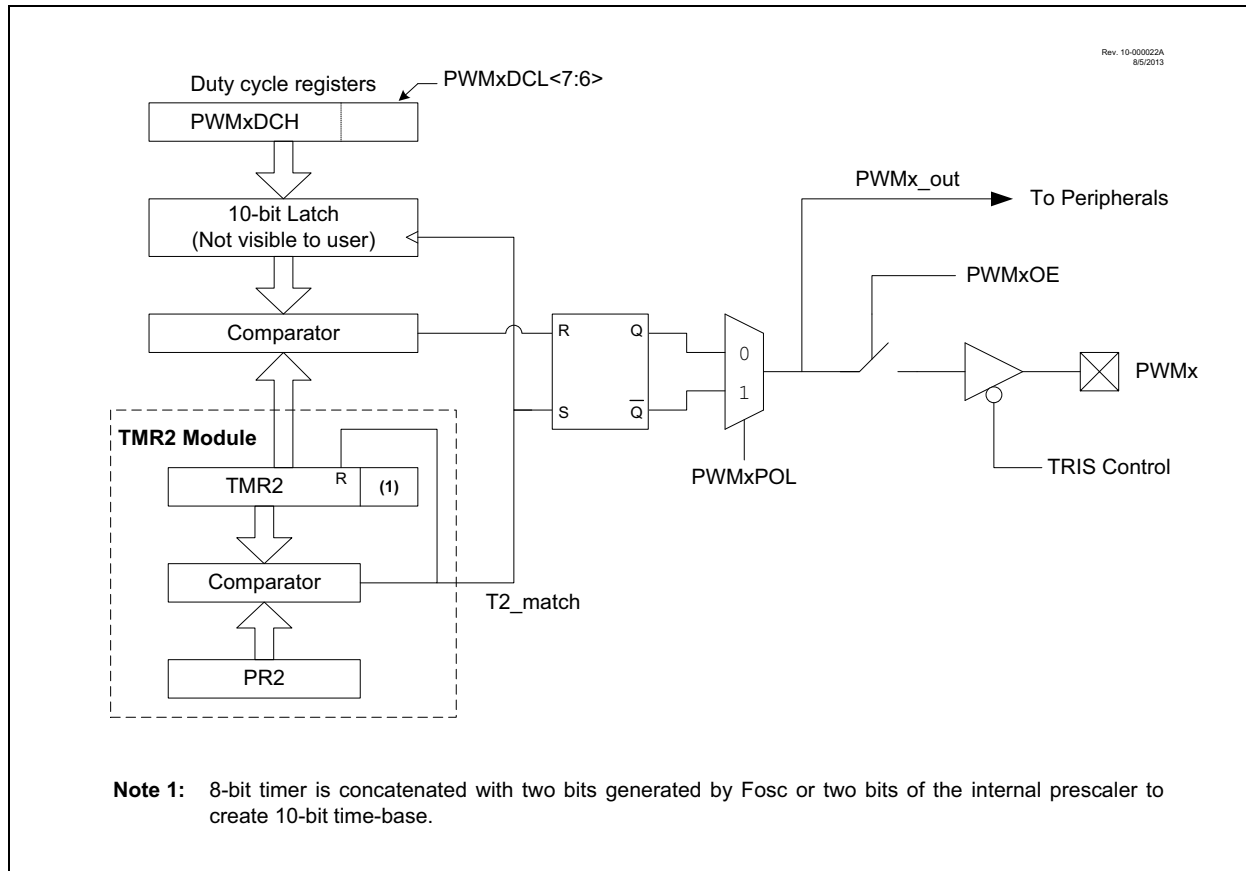 Rev. 10-000022A
8/5/2013
Duty cycle registers
PWMxDCL<7:6>
PWMxDCH
10-bit Latch
(Not visible to user)
Comparator
PWMx_out
To Peripherals
PWMxOE
R
Q
S
Q
0
1
PWMx
PWMxPOL
TRIS Control
TMR2 Module
TMR2
R
(1)
Comparator
T2_match
PR2
Note 1: 8-bit timer is concatenated with two bits generated by Fosc or two bits of the internal prescaler to
create 10-bit time-base.